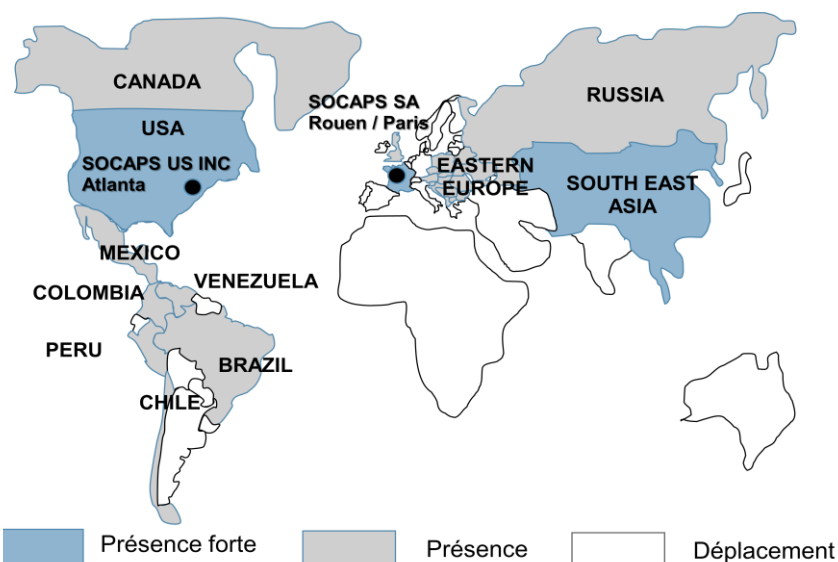 CANADA
USA
SOCAPS US INC
Atlanta
SOCAPS SA
Rouen / Paris
RUSSIA
EASTERN
EUROPE
SOUTH EAST
ASIA
MEXICO
COLOMBIA
VENEZUELA
PERU
BRAZIL
CHILE
Présence forte
Présence
Déplacement